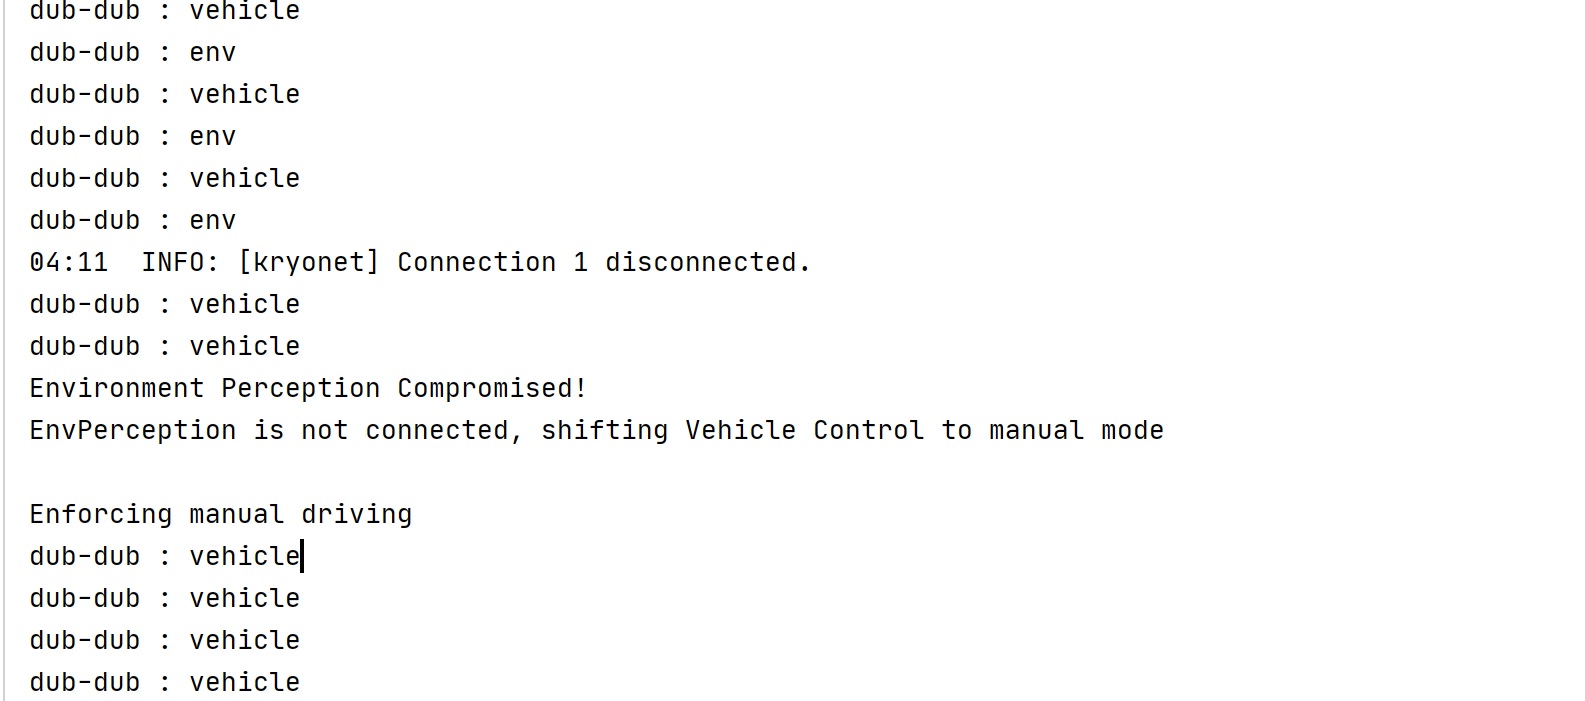 dub-dub : vehicle
dub-dub : env
dub-dub : vehicle
dub-dub : env
dub-dub : vehicle
dub-dub : env
04:11  INFO: [kryonet] Connection 1 disconnected.
dub-dub : vehicle
dub-dub : vehicle
Environment Perception Compromised!
EnvPerception is not connected, shifting Vehicle Control to manual mode
Enforcing manual driving
dub-dub : vehicle
dub-dub : vehicle
dub-dub : vehicle
dub-dub : vehicle